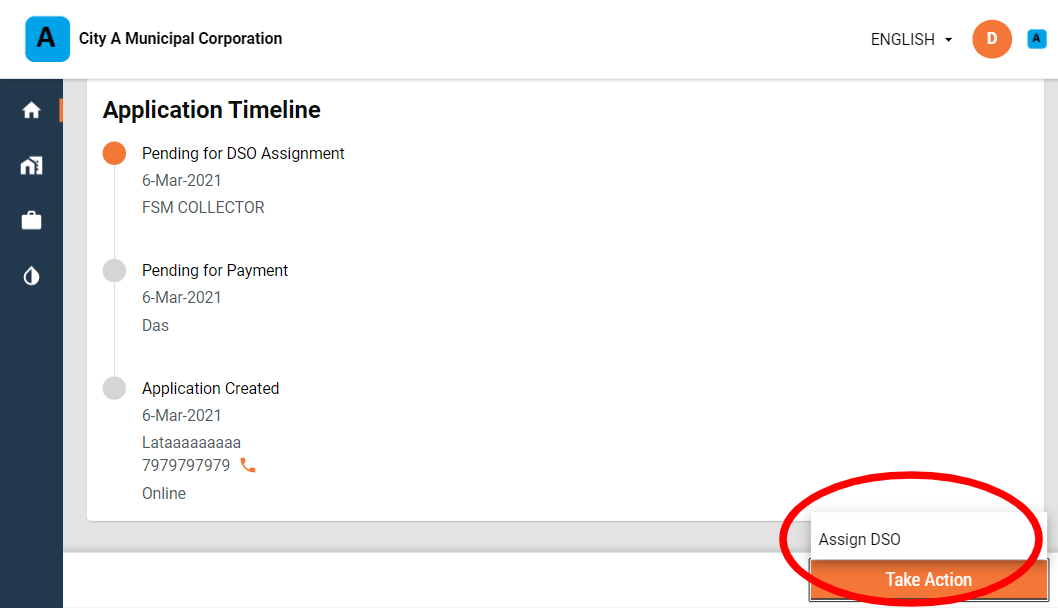 A City A Municipal Corporation ENGLISH D A
Application Timeline
Pending for DSO Assignment
6-Mar-2021
FSM COLLECTOR
Pending for Payment
6-Mar-2021
Das
Application Created
6-Mar-2021
Lataaaaaaaaa
7979797979
Online
Assign DSO
Take Action